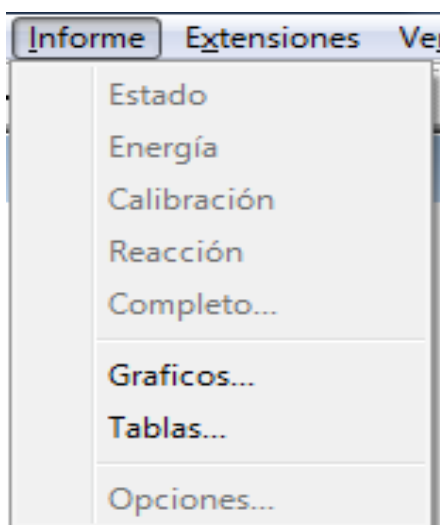 Informe Extensiones
Estado
Energía
Calibración
Reacción
Completo...
Graficos...
Tablas...
Opciones...